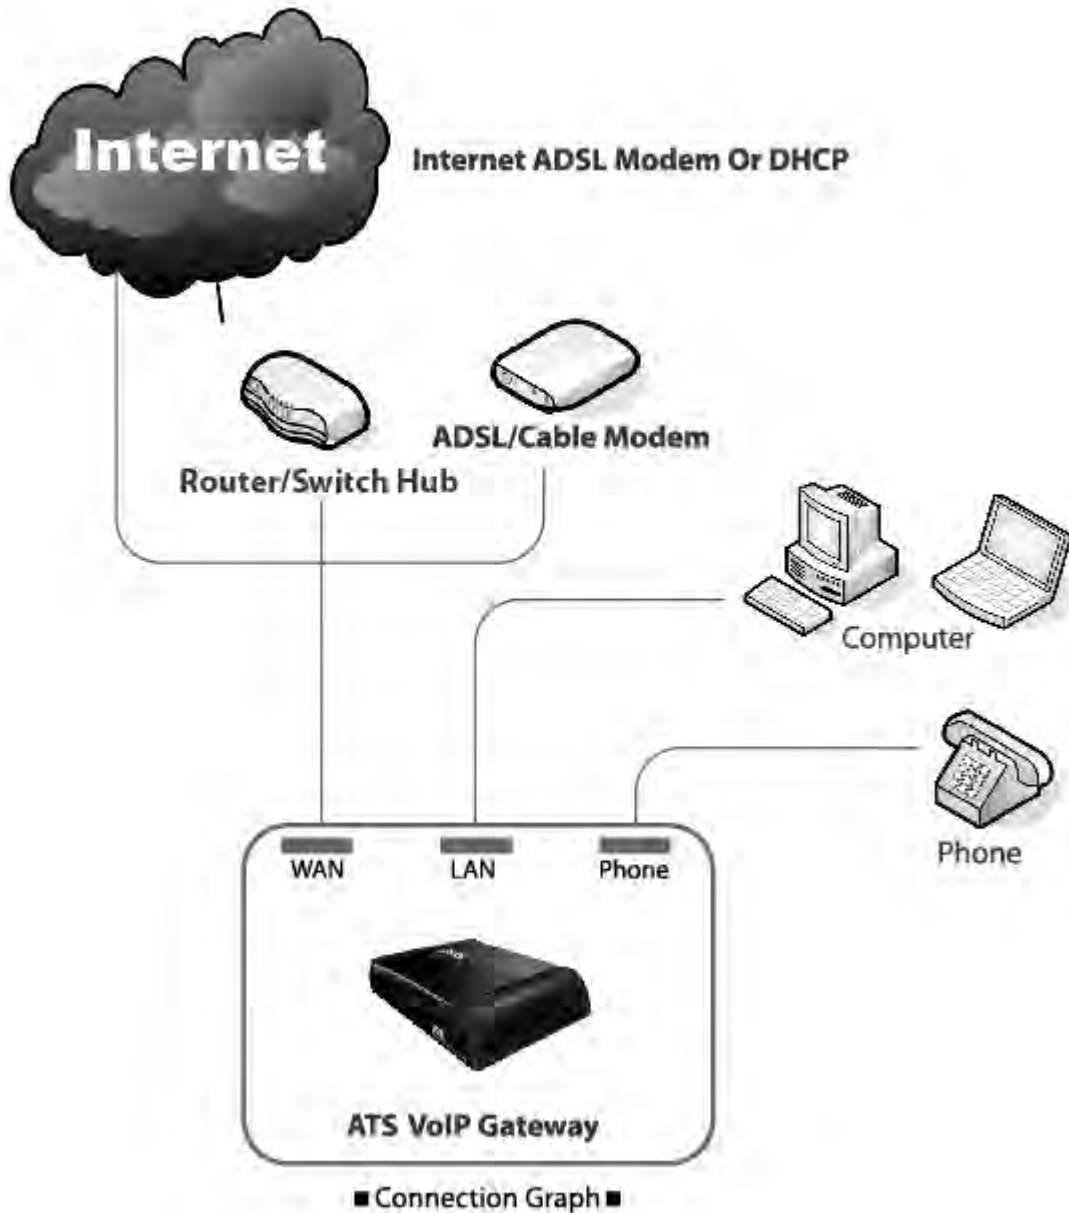 Internet
Internet ADSL Modem Or DHCP
ADSL/Cable Modem
Router/Switch Hub
Computer
Phone
WAN
LAN
Phone
ATS VoIP Gateway
■ Connection Graph ■